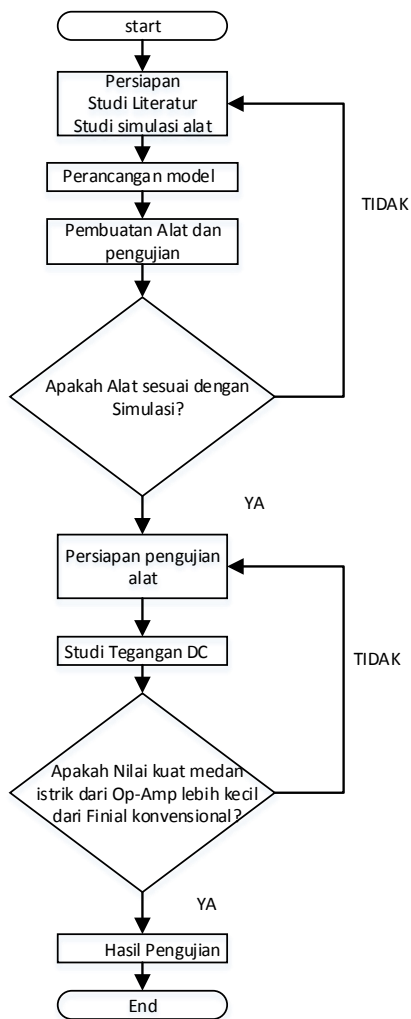 start
Persiapan
Studi Literatur
Studi simulasi alat
Perancangan model
TIDAK
Pembuatan Alat dan
pengujian
Apakah Alat sesuai dengan
Simulasi?
YA
Persiapan pengujian
alat
Studi Tegangan DC
TIDAK
Apakah Nilai kuat medan
istrik dari Op-Amp lebih kecil
dari Finial konvensional?
YA
Hasil Pengujian
End